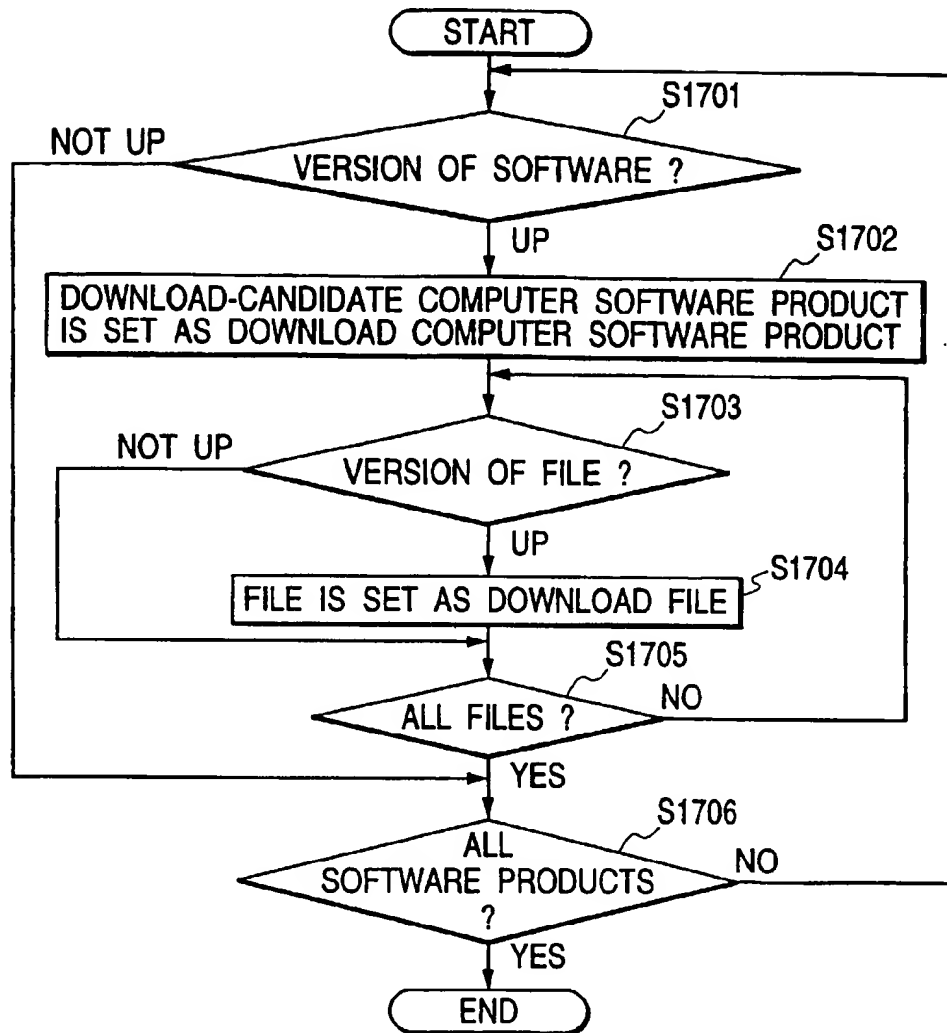 START
S1701
NOT UP
VERSION OF SOFTWARE ?
UP
S1702
DOWNLOAD-CANDIDATE COMPUTER SOFTWARE PRODUCT
IS SET AS DOWNLOAD COMPUTER SOFTWARE PRODUCT
S1703
NOT UP
VERSION OF FILE ?
UP
S1704
FILE IS SET AS DOWNLOAD FILE
S1705
ALL FILES ?
NO
YES
S1706
ALL
SOFTWARE PRODUCTS
?
NO
YES
END